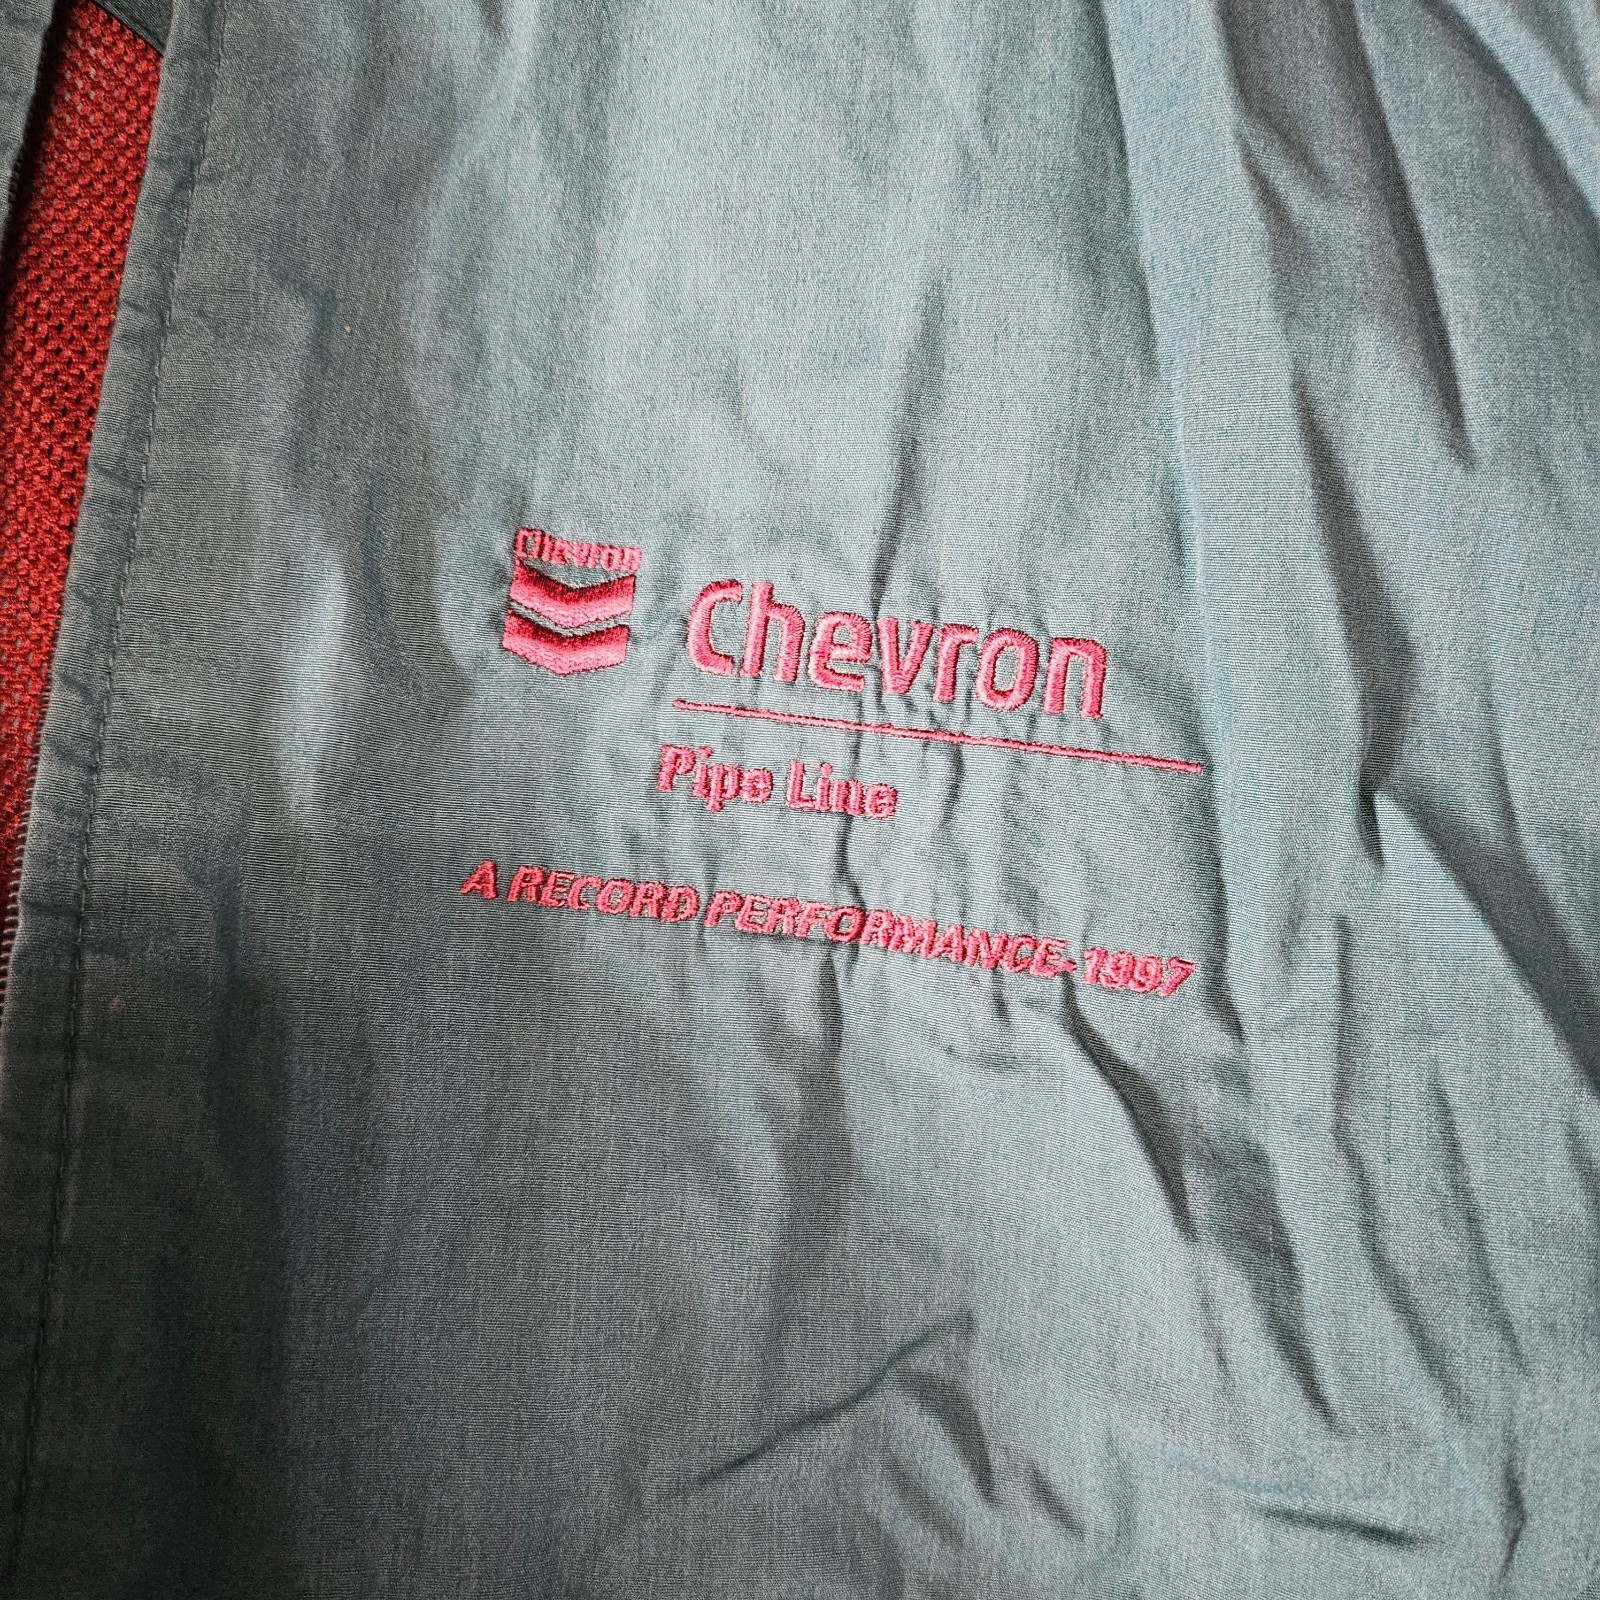 Chevron
Chevron
Pipe Line
A RECORD PERFORMANCE-1997